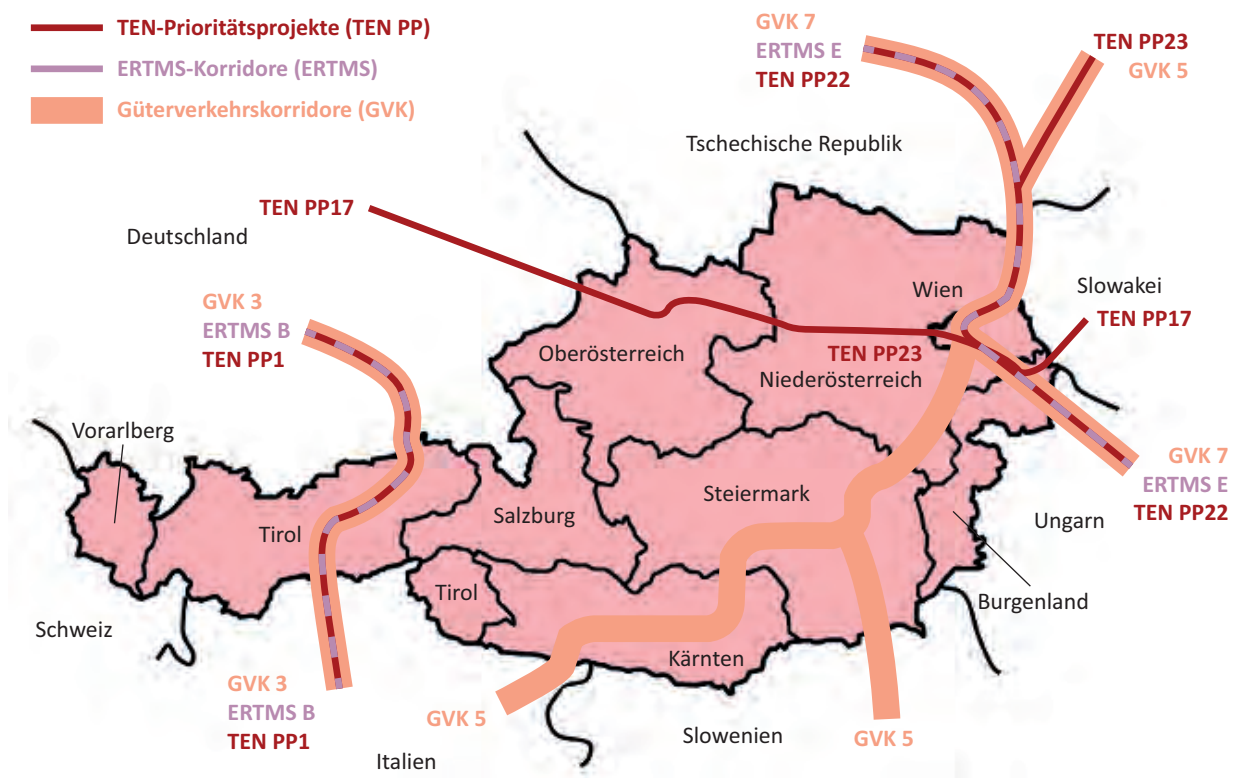 TEN-Prioritätsprojekte (TEN PP)
ERTMS-Korridore (ERTMS)
Güterverkehrskorridore (GVK)
GVK 7
ERTMS E
TEN PP22
TEN PP23
GVK 5
Tschechische Republik
TEN PP17
Deutschland
Wien
Slowakei
TEN PP17
GVK 3
ERTMS B
TEN PP1
Oberösterreich
TEN PP23
Niederösterreich
Vorarlberg
GVK 7
ERTMS E
TEN PP22
Steiermark
Salzburg
Tirol
Ungarn
Tirol
Burgenland
Schweiz
Kärnten
GVK 3
ERTMS B
TEN PP1
GVK 5
Slowenien
GVK 5
Italien